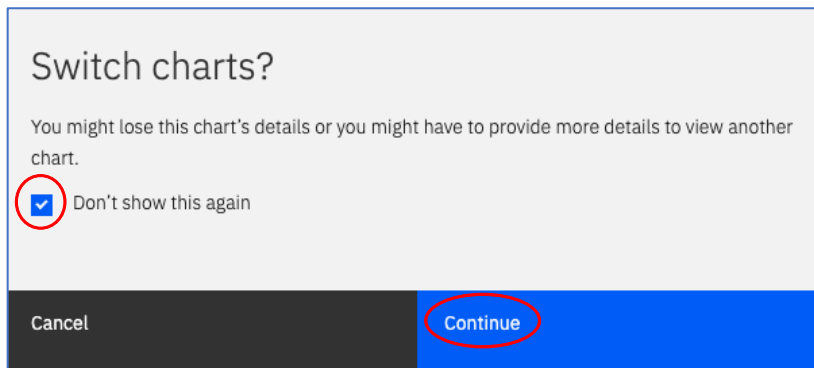 Switch charts?
You might lose this chart’s details or you might have to provide more details to view another
chart.
Don’t show this again
Cancel
Continue